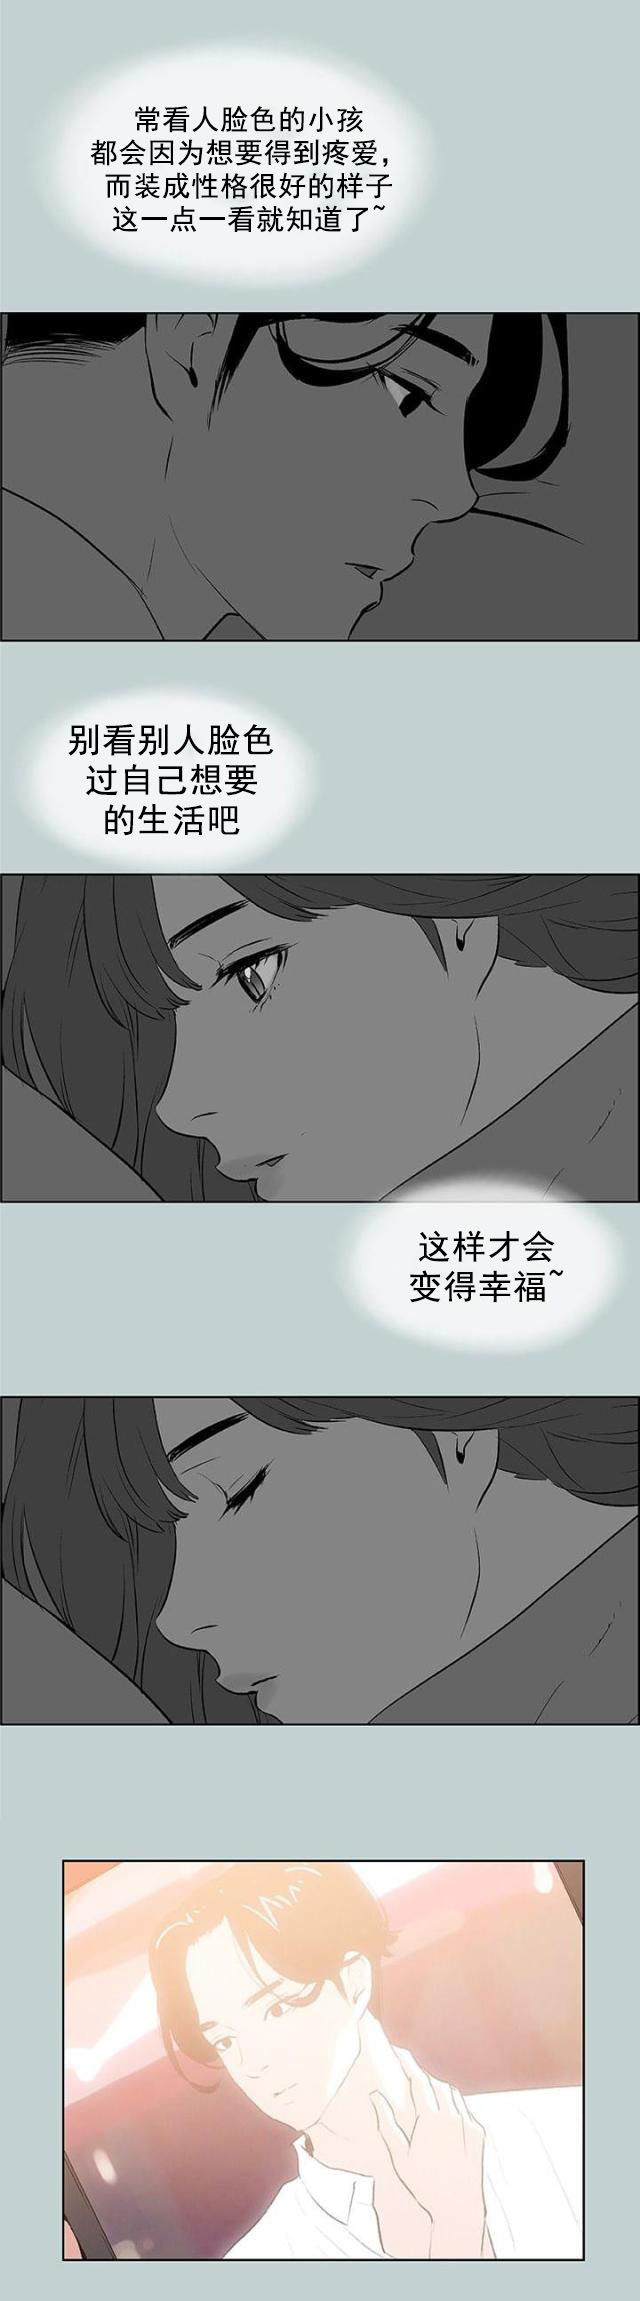 常看人脸色的小孩
都会因为想要得到疼爱，
而装成性格很好的样子
这一点一看就知道了~
别看别人脸色
过自己想要
的生活吧
这样才会
变得幸福~